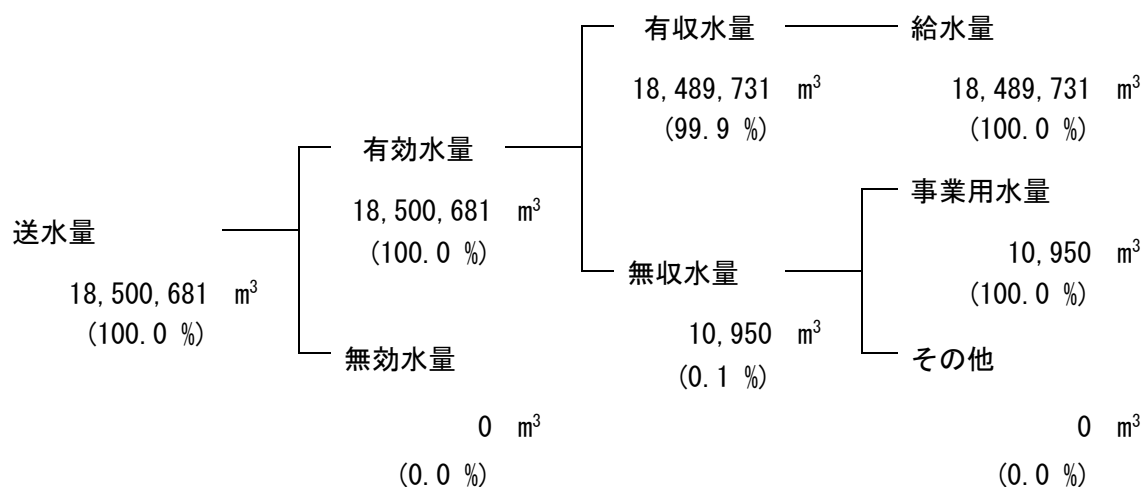 有収水量 給水量
18,489,731 m³ 18,489,731 m³
(99.9 %) (100.0 %)
有効水量
事業用水量
18,500,681 m³
送水量
(100.0 %) 10,950 m³
無収水量
18,500,681 m³ (100.0 %)
(100.0 %) 10,950 m³
無効水量 その他
(0.1 %)
0 m³ 0 m³
(0.0 %) (0.0 %)